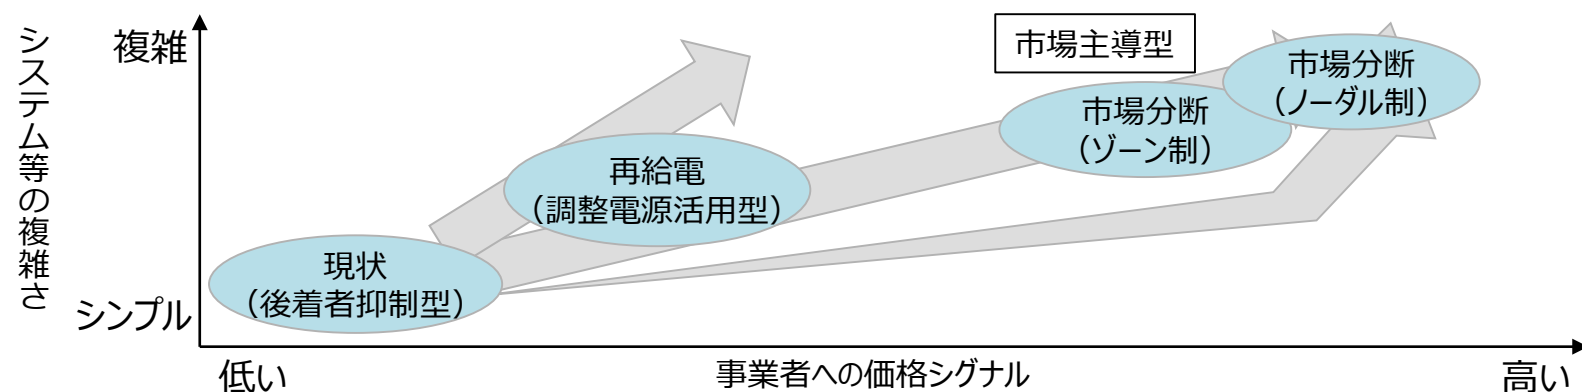 システム等の複雑さ
複雑
シンプル
市場主導型
市場分断
（ノーダル制）
市場分断
（ゾーン制）
再給電
（調整電源活用型）
現状
（後着者抑制型）
低い
事業者への価格シグナル
高い